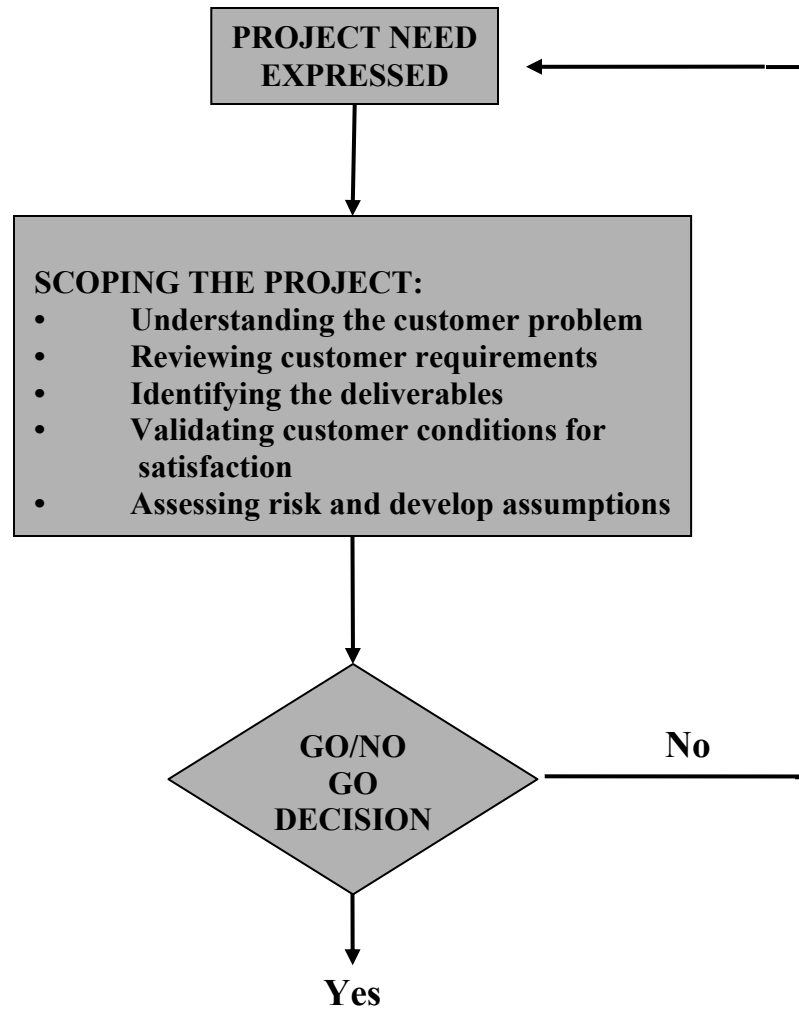 PROJECT NEED
EXPRESSED
SCOPING THE PROJECT:
• Understanding the customer problem
• Reviewing customer requirements
• Identifying the deliverables
• Validating customer conditions for
satisfaction
• Assessing risk and develop assumptions
GO/NO
GO
DECISION
No
Yes